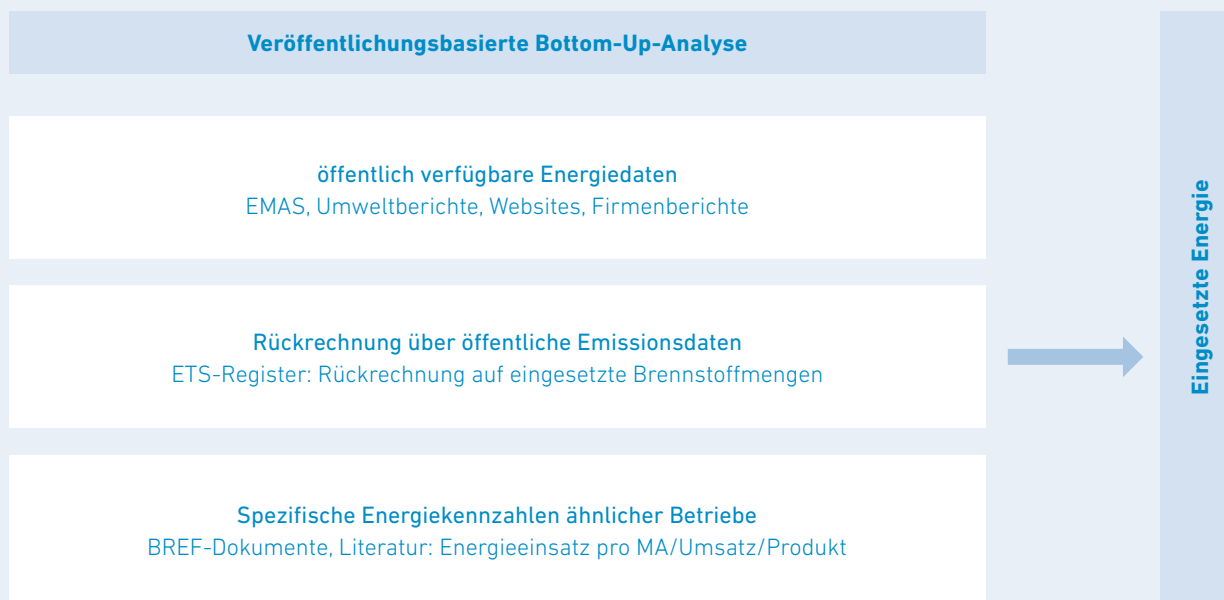 Veröffentlichungsbasierte Bottom-Up-Analyse
öffentlich verfügbare Energiedaten
EMAS, Umweltberichte, Websites, Firmenberichte
Rückrechnung über öffentliche Emissionsdaten
ETS-Register: Rückrechnung auf eingesetzte Brennstoffmengen
Spezifische Energiekennzahlen ähnlicher Betriebe
BREF-Dokumente, Literatur: Energieeinsatz pro MA/Umsatz/Produkt
Eingesetzte Energie